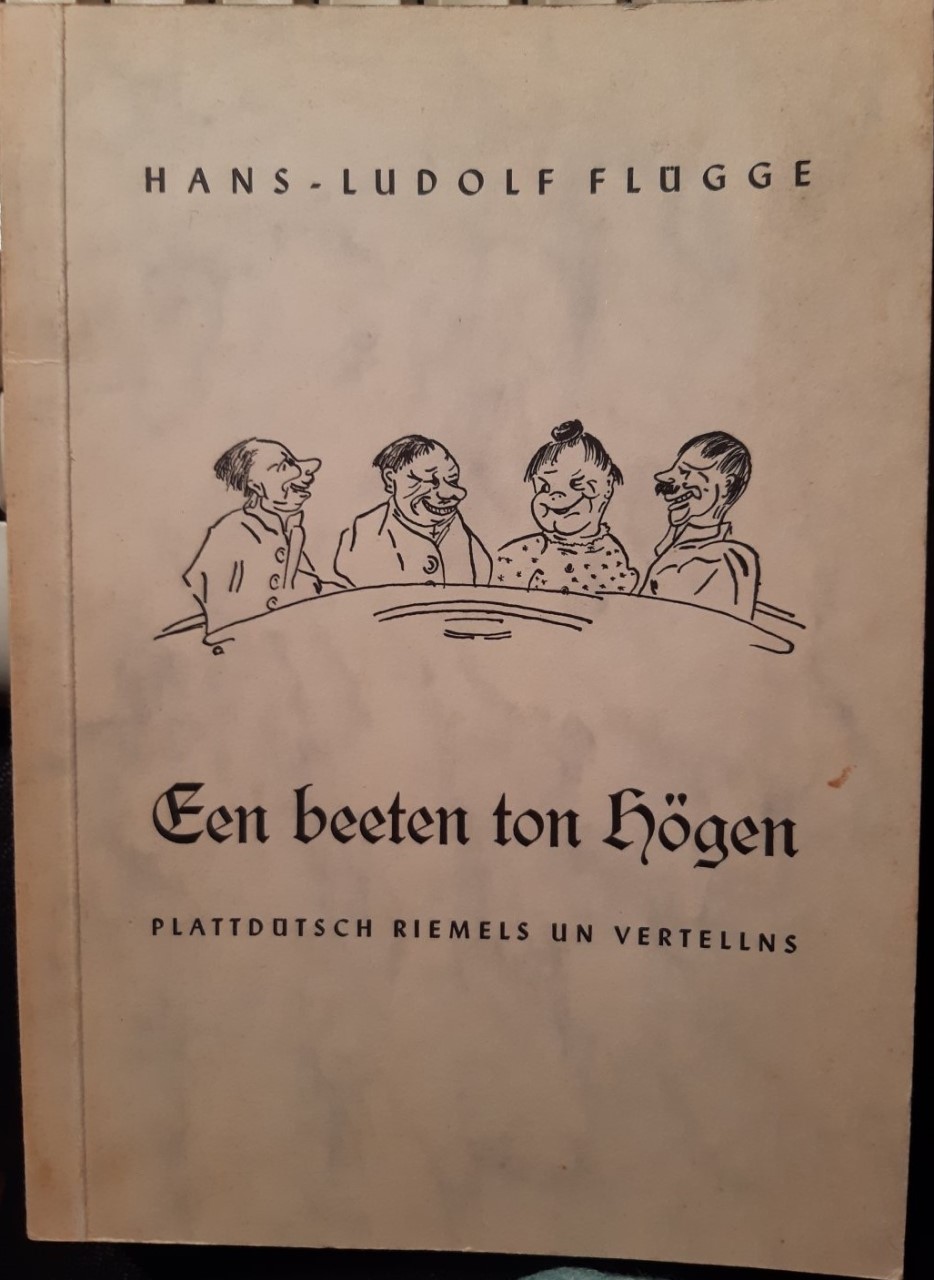 HANS-LUDOLF FLÜGGE
Een beeten ton Högen
PLATTDÜTSCH RIEMELS UN VERTELLNS